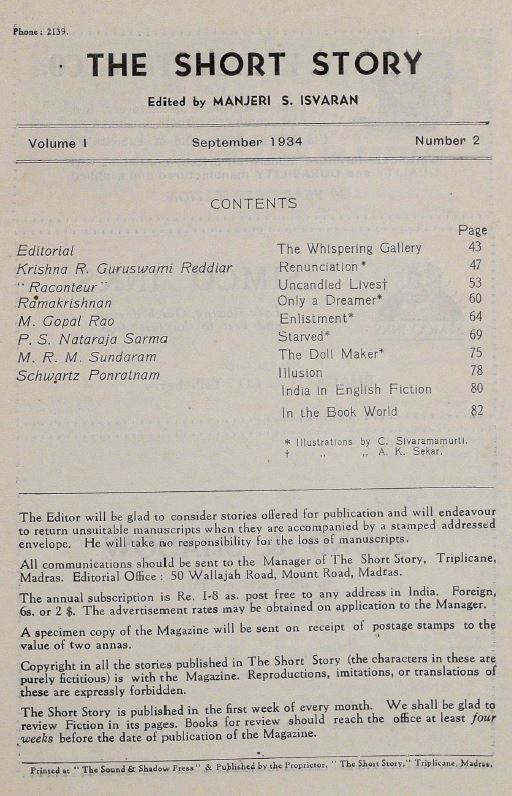 Phone: 2139.
THE SHORT STORY
Edited by MANJERI S. ISVARAN
Volume I September 1934 Number 2
CONTENTS
Page
Editorial The Whispering Gallery 43
Krishna R. Guruswami Reddiar Renunciation* 47
"Raconteur" Uncandled Lives† 53
Ramakrishnan Only a Dreamer* 60
M. Gopal Rao Enlistment* 64
P. S. Nataraja Sarma Starved* 69
M. R. M. Sundaram The Doll Maker* 75
Schwartz Ponratnam Illusion 78
India in English Fiction 80
In the Book World 82
* Illustrations by C. Sivaramamurti.
† ,, ,, A. K. Sekar.
The Editor will be glad to consider stories offered for publication and will endeavour
to return unsuitable manuscripts when they are accompanied by a stamped addressed
envelope. He will take no responsibility for the loss of manuscripts.
All communications should be sent to the Manager of The Short Story, Triplicane,
Madras. Editorial Office: 50 Wallajah Road, Mount Road, Madras.
The annual subscription is Re. 1-8 as. post free to any address in India. Foreign,
6s. or 2 $. The advertisement rates may be obtained on application to the Manager.
A specimen copy of the Magazine will be sent on receipt of postage stamps to the
value of two annas.
Copyright in all the stories published in The Short Story (the characters in these are
purely fictitious) is with the Magazine. Reproductions, imitations, or translations of
these are expressly forbidden.
The Short Story is published in the first week of every month. We shall be glad to
review Fiction in its pages. Books for review should reach the office at least four
weeks before the date of publication of the Magazine.
Printed at "The Sound & Shadow Press" & Published by the Proprietor, "The Short Story," Triplicane, Madras.